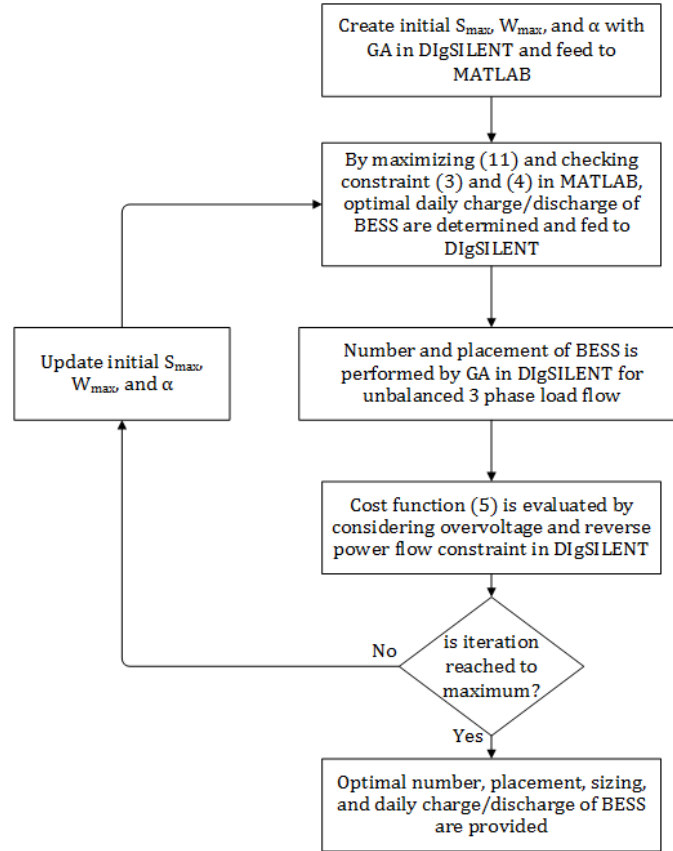 Create initial Smax, Wmax, and α with
GA in DIgSILENT and feed to
MATLAB
By maximizing (11) and checking
constraint (3) and (4) in MATLAB,
optimal daily charge/discharge of
BESS are determined and fed to
DIgSILENT
Update initial Smax,
Wmax, and α
Number and placement of BESS is
performed by GA in DIgSILENT for
unbalanced 3 phase load flow
Cost function (5) is evaluated by
considering overvoltage and reverse
power flow constraint in DIgSILENT
No
is iteration
reached to
maximum?
Yes
Optimal number, placement, sizing,
and daily charge/discharge of BESS
are provided